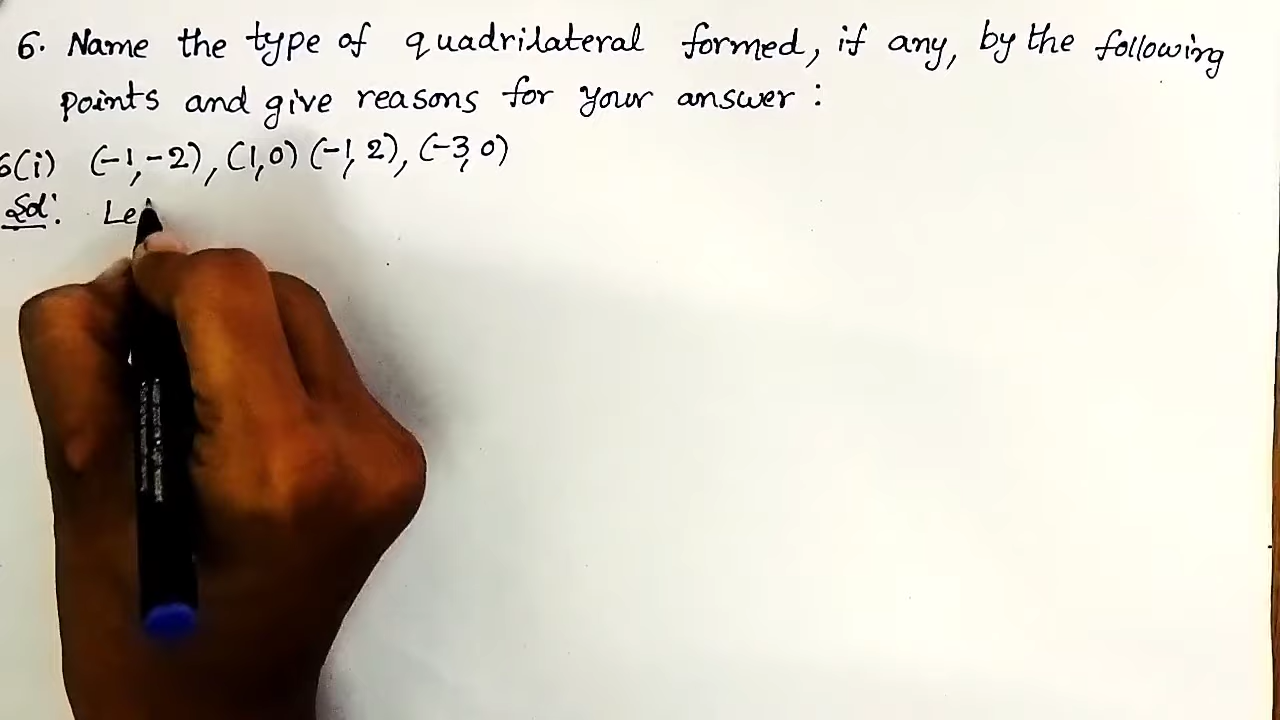 6. Name the type of quadrilateral formed, if any, by the following
points and give reasons for your answer :
6(i) (-1,-2), (1,0) (-1,2), (-3,0)
Sol: Le